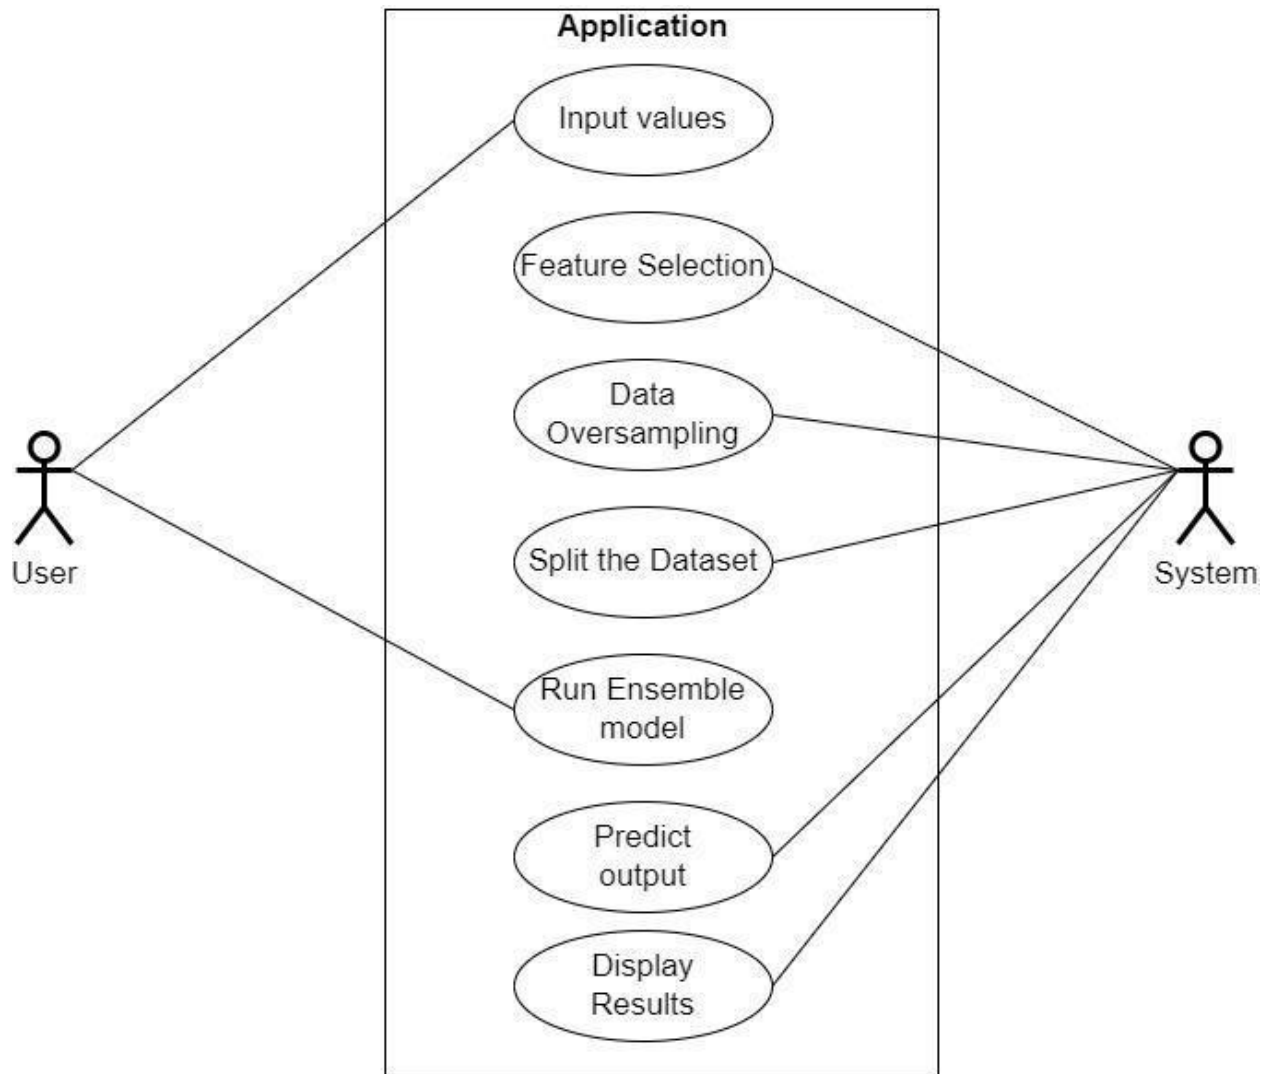 Application
Input values
Feature Selection
Data
Oversampling
Split the Dataset
User
System
Run Ensemble
model
Predict
output
Display
Results